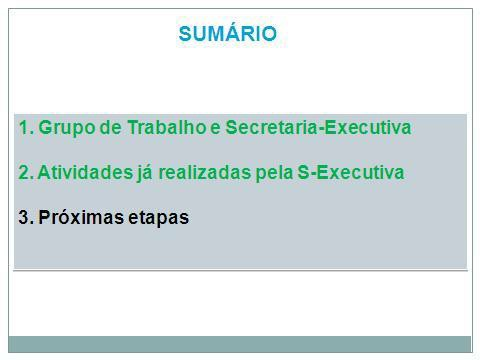 SUMÁRIO
1. Grupo de Trabalho e Secretaria-Executiva
2. Atividades já realizadas pela S-Executiva
3. Próximas etapas